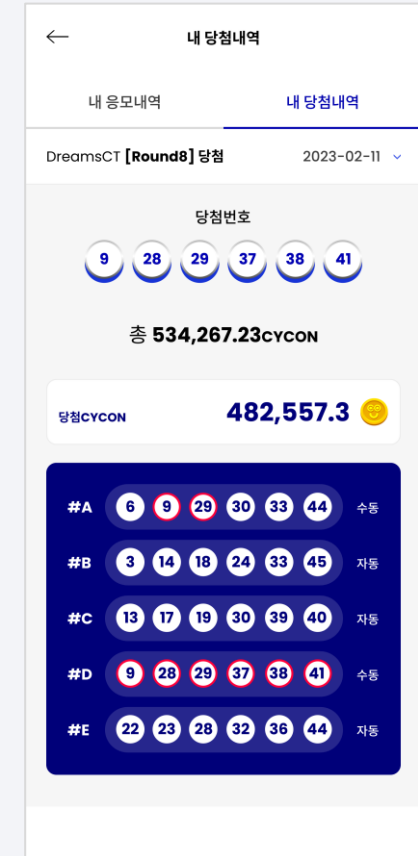 내 당첨내역
내 응모내역 내 당첨내역
DreamsCT [Round8] 당첨 2023-02-11
당첨번호
9 28 29 37 38 41
총 534,267.23CYCON
당첨CYCON 482,557.3
#A 6 9 29 30 33 44 수동
#B 3 14 18 24 33 45 자동
#C 13 17 19 30 39 40 자동
#D 9 28 29 37 38 41 수동
#E 22 23 28 32 36 44 자동